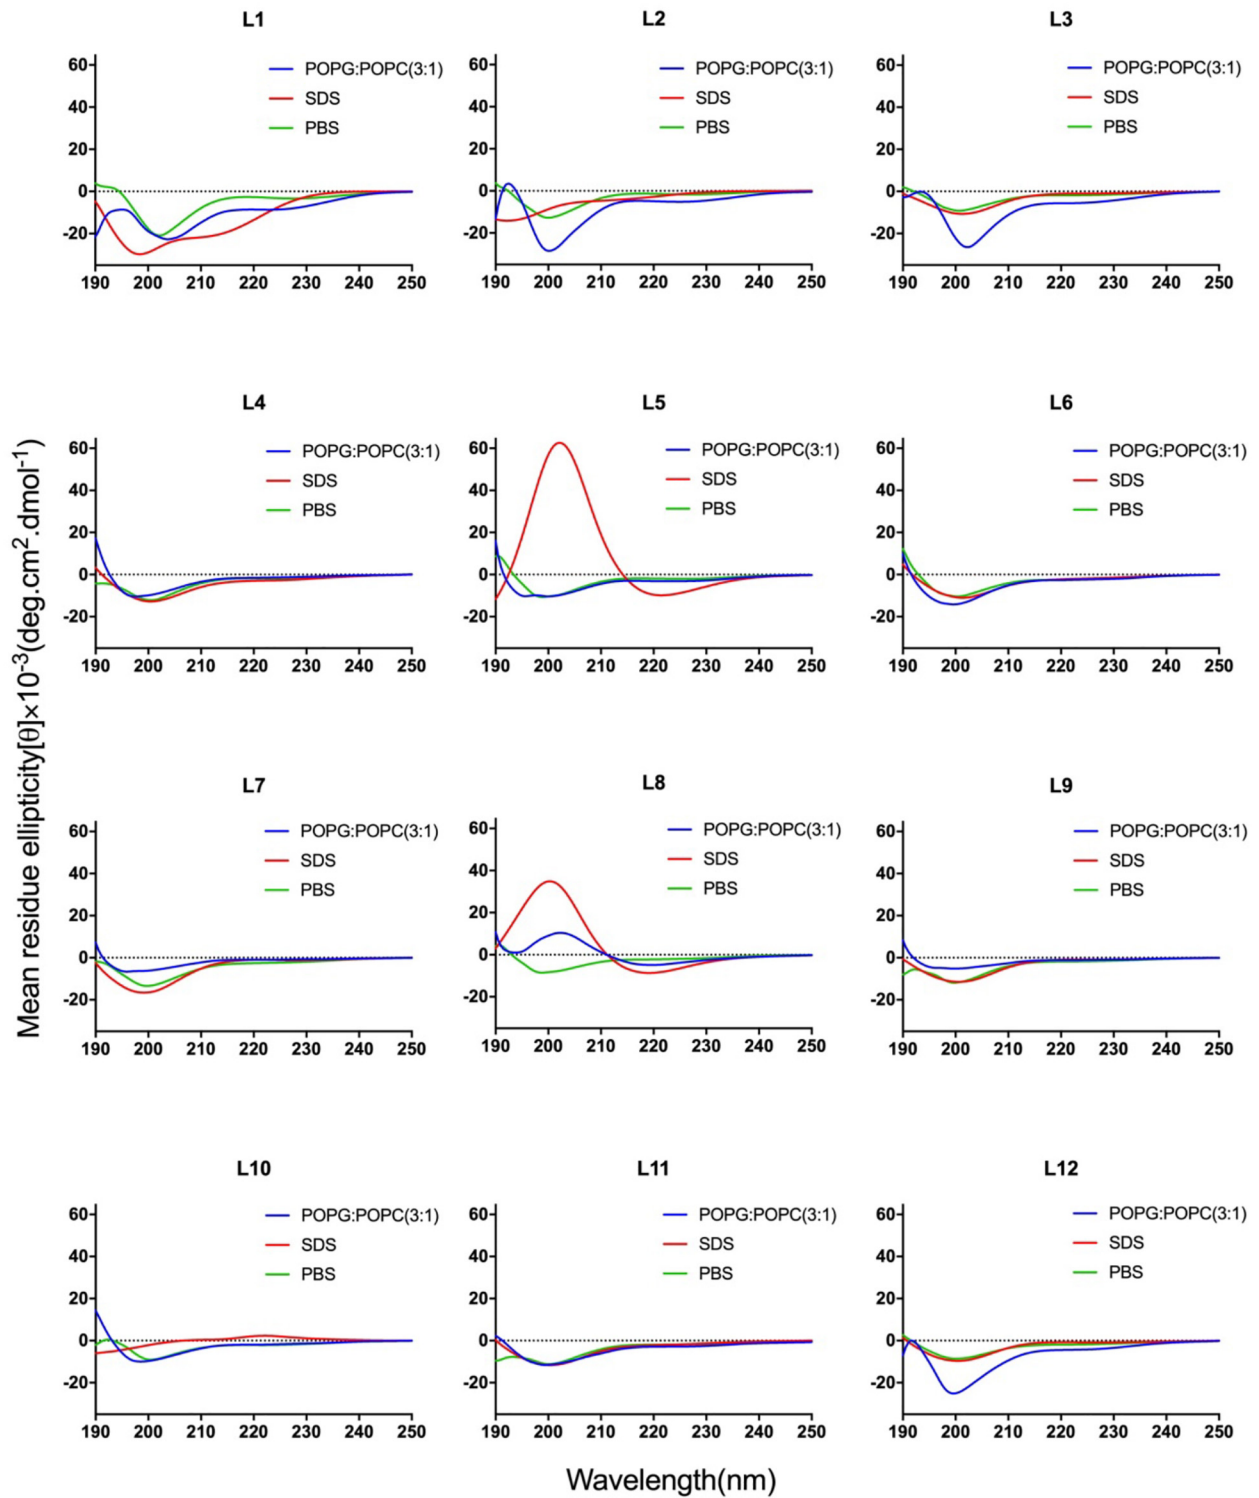 L1
60
40
20
0
-20
190 200 210 220 230 240 250
POPG:POPC(3:1)
SDS
PBS
L2
60
40
20
0
-20
190 200 210 220 230 240 250
POPG:POPC(3:1)
SDS
PBS
L3
60
40
20
0
-20
190 200 210 220 230 240 250
POPG:POPC(3:1)
SDS
PBS
Mean residue ellipticity[θ]×10⁻³(deg.cm².dmol⁻¹)
L4
60
40
20
0
-20
190 200 210 220 230 240 250
POPG:POPC(3:1)
SDS
PBS
L5
60
40
20
0
-20
190 200 210 220 230 240 250
POPG:POPC(3:1)
SDS
PBS
L6
60
40
20
0
-20
190 200 210 220 230 240 250
POPG:POPC(3:1)
SDS
PBS
L7
60
40
20
0
-20
190 200 210 220 230 240 250
POPG:POPC(3:1)
SDS
PBS
L8
60
40
20
0
-20
190 200 210 220 230 240 250
POPG:POPC(3:1)
SDS
PBS
L9
60
40
20
0
-20
190 200 210 220 230 240 250
POPG:POPC(3:1)
SDS
PBS
L10
60
40
20
0
-20
190 200 210 220 230 240 250
POPG:POPC(3:1)
SDS
PBS
L11
60
40
20
0
-20
190 200 210 220 230 240 250
POPG:POPC(3:1)
SDS
PBS
L12
60
40
20
0
-20
190 200 210 220 230 240 250
POPG:POPC(3:1)
SDS
PBS
Wavelength(nm)